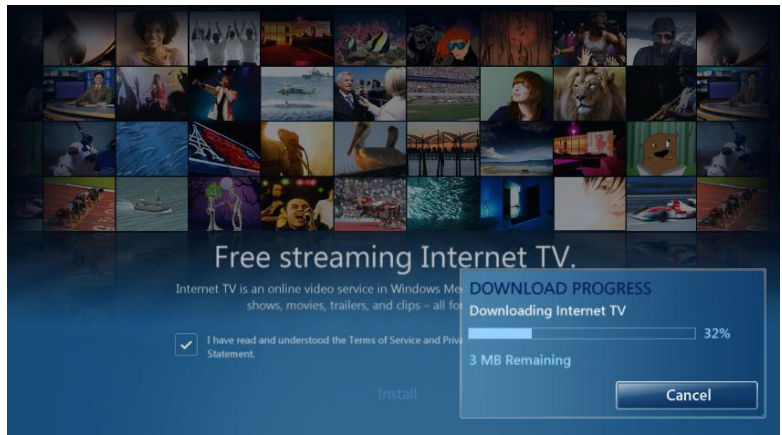 Free streaming Internet TV.
Internet TV is an online video service in Windows Me
shows, movies, trailers, and clips – all for
I have read and understood the Terms of Service and Priva
Statement.
Install
DOWNLOAD PROGRESS
Downloading Internet TV
32%
3 MB Remaining
Cancel